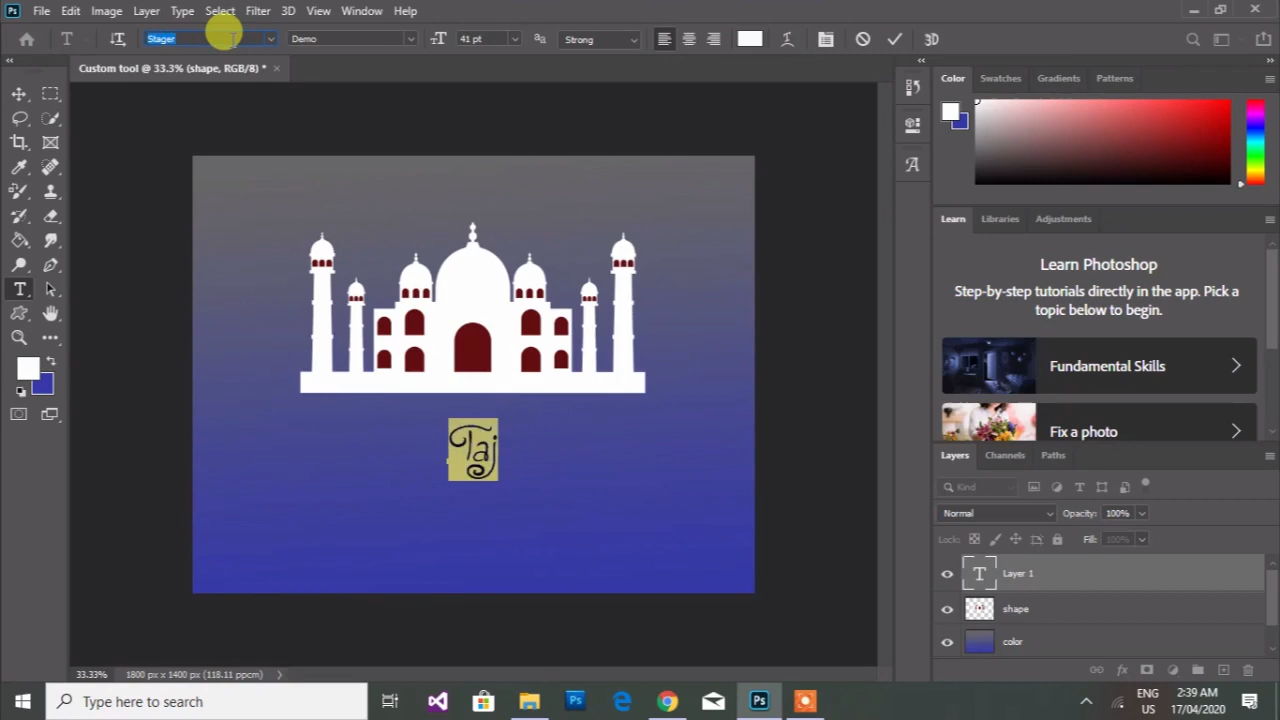 Ps File Edit Image Layer Type Select Filter 3D View Window Help
Stager Demo 41 pt Strong 3D
Custom tool @ 33.3% (shape, RGB/8) * ×
Color Swatches Gradients Patterns
Learn Libraries Adjustments
Learn Photoshop
Step-by-step tutorials directly in the app. Pick a
topic below to begin.
Fundamental Skills
Fix a photo
Taj
Layers Channels Paths
Kind
Normal Opacity: 100%
Lock: Fill: 100%
T Layer 1
shape
color
33.33% 1800 px x 1400 px (118.11 ppcm)
Type here to search
Ps
Ps
ENG
US
2:39 AM
17/04/2020